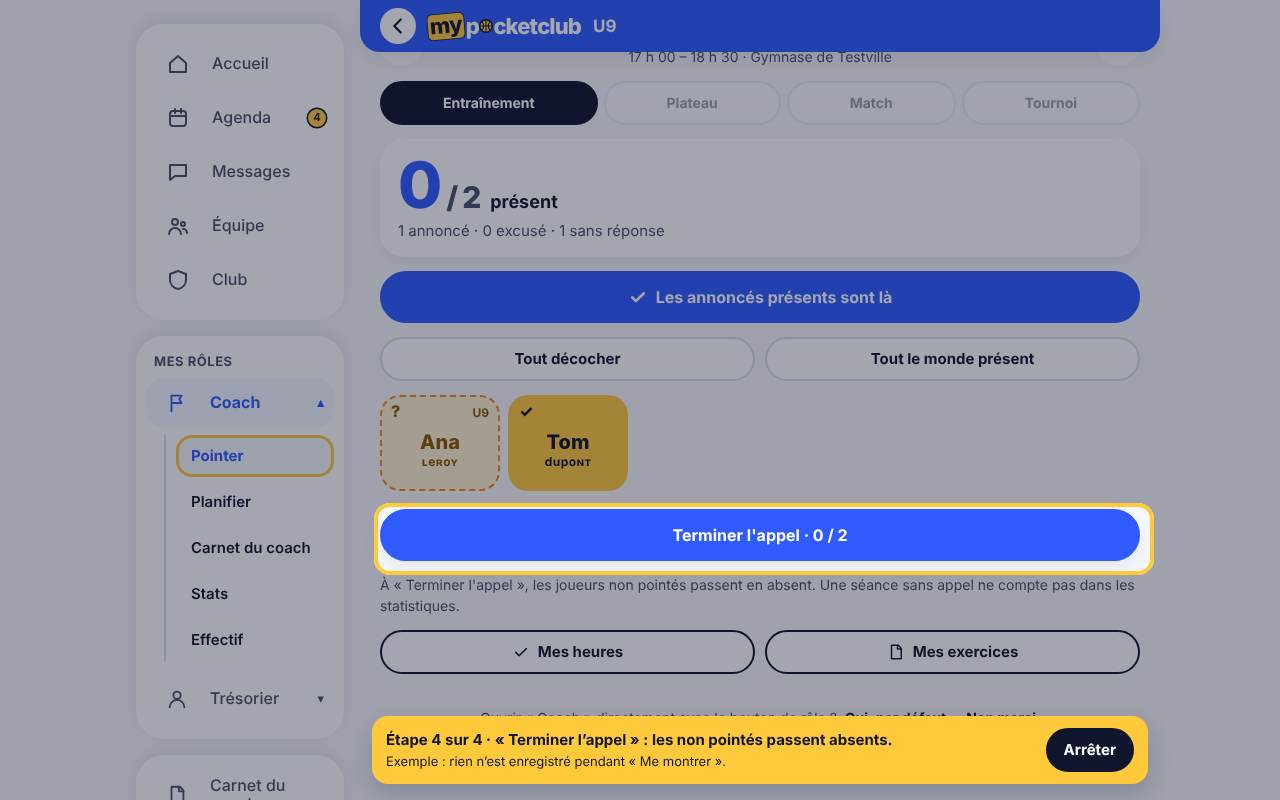 mypocketclub U9
17 h 00 – 18 h 30 · Gymnase de Testville
Accueil
Agenda 4
Messages
Équipe
Club
MES RÔLES
Coach ▲
Pointer
Planifier
Carnet du coach
Stats
Effectif
Trésorier ▼
Carnet du
Entraînement Plateau Match Tournoi
0 / 2 présent
1 annoncé · 0 excusé · 1 sans réponse
✓ Les annoncés présents sont là
Tout décocher Tout le monde présent
? U9
Ana
LEROY
✓
Tom
DUPONT
Terminer l'appel · 0 / 2
À « Terminer l'appel », les joueurs non pointés passent en absent. Une séance sans appel ne compte pas dans les
statistiques.
✓ Mes heures Mes exercices
Étape 4 sur 4 · « Terminer l’appel » : les non pointés passent absents.
Exemple : rien n’est enregistré pendant « Me montrer ».
Arrêter